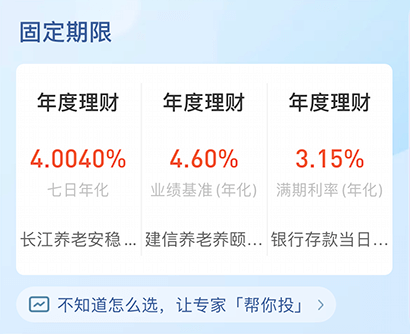 固定期限
年度理财 年度理财 年度理财
4.0040% 4.60% 3.15%
七日年化 业绩基准(年化) 满期利率(年化)
长江养老安稳... 建信养老养颐... 银行存款当日...
不知道怎么选，让专家「帮你投」 >